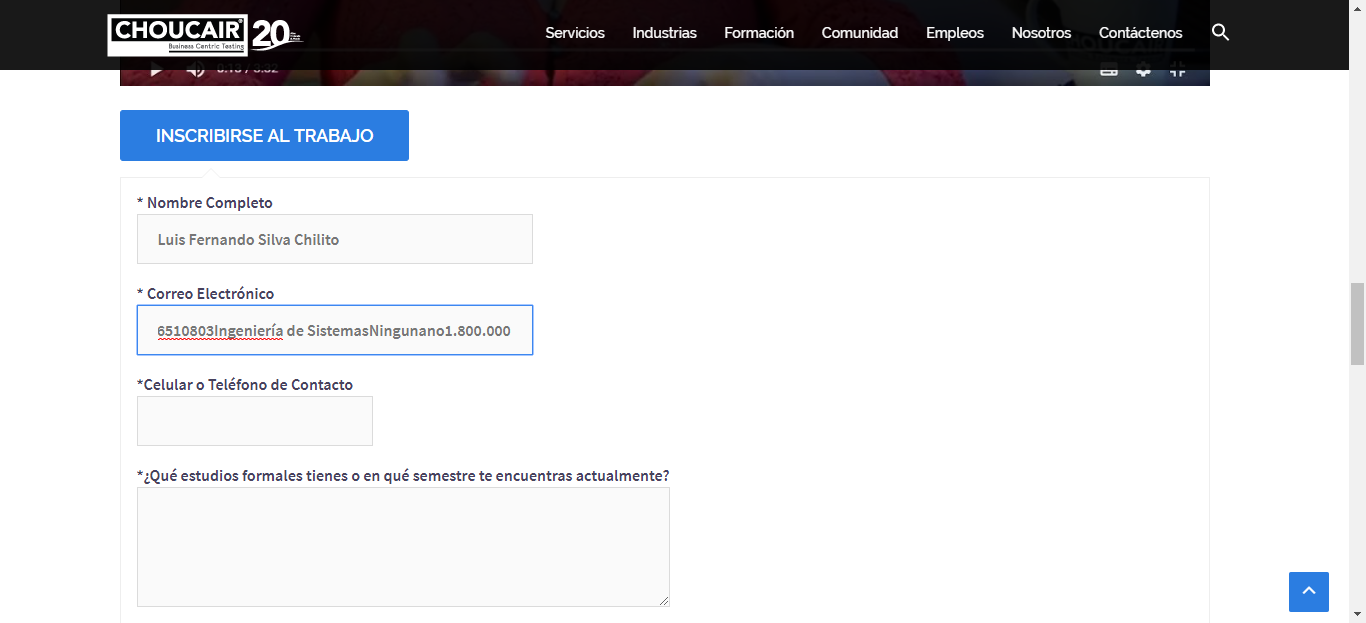 CHOUCAIR 20
Business Centric Testing
Servicios Industrias Formación Comunidad Empleos Nosotros Contáctenos
0:13 / 3:32
INSCRIBIRSE AL TRABAJO
* Nombre Completo
Luis Fernando Silva Chilito
* Correo Electrónico
6510803Ingeniería de SistemasNingunano1.800.000
*Celular o Teléfono de Contacto
*¿Qué estudios formales tienes o en qué semestre te encuentras actualmente?